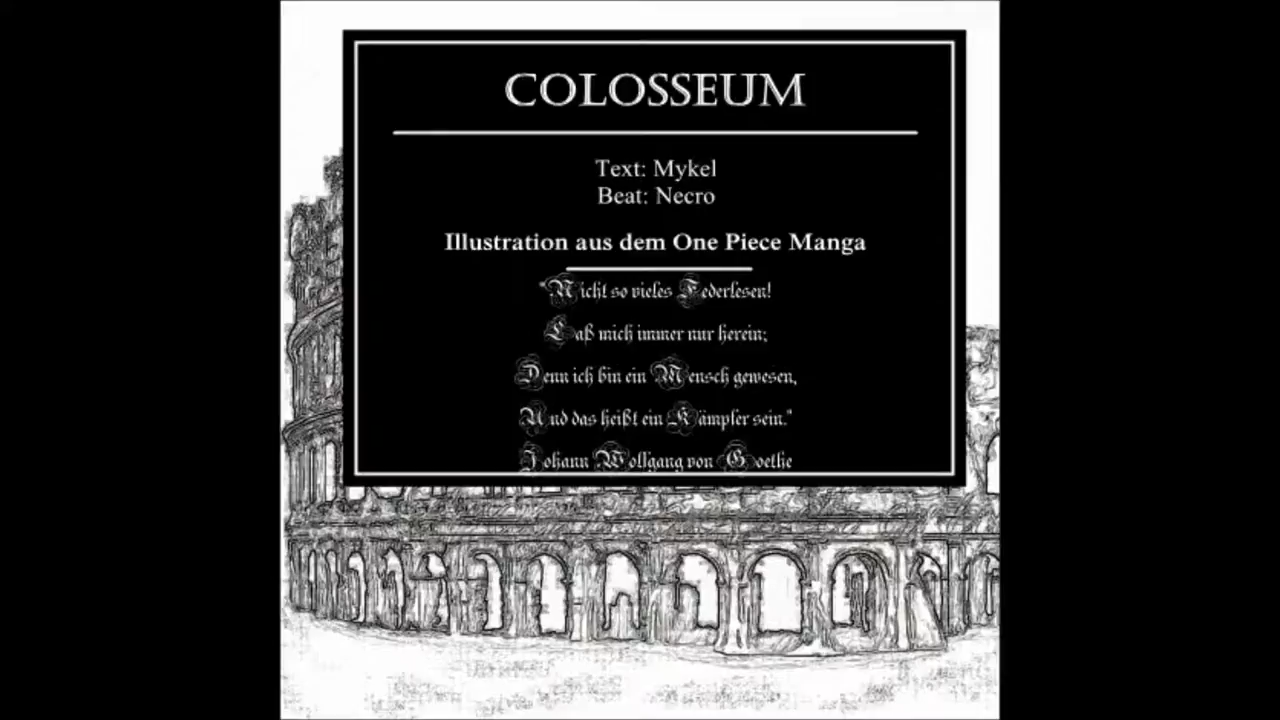 COLOSSEUM
Text: Mykel
Beat: Necro
Illustration aus dem One Piece Manga
"Nicht so vieles Federlesen!
Laß mich immer nur herein;
Denn ich bin ein Mensch gewesen,
Und das heißt ein Kämpfer sein."
Johann Wolfgang von Goethe